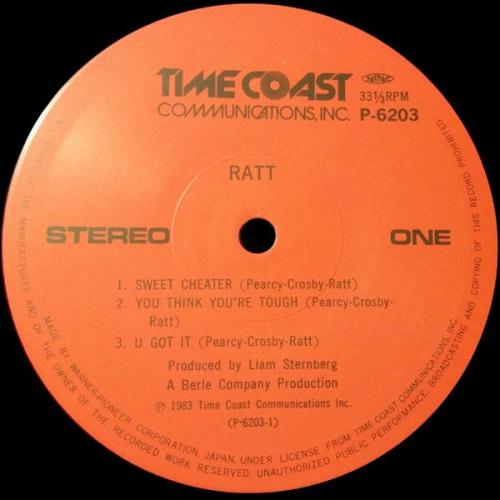 TIME COAST
COMMUNICATIONS, INC.
33⅓RPM
P-6203
RATT
STEREO
ONE
1. SWEET CHEATER (Pearcy-Crosby-Ratt)
2. YOU THINK YOU'RE TOUGH (Pearcy-Crosby-
Ratt)
3. U GOT IT (Pearcy-Crosby-Ratt)
Produced by Liam Sternberg
A Berle Company Production
Ⓟ 1983 Time Coast Communications Inc.
(P-6203-1)
MADE BY WARNER-PIONEER CORPORATION, JAPAN, UNDER LICENSE FROM TIME COAST COMMUNICATIONS, INC.
OF THE MANUFACTURER AND OF THE OWNER OF THE RECORDED WORK RESERVED. UNAUTHORIZED PUBLIC PERFORMANCE, BROADCASTING AND COPYING OF THIS RECORD PROHIBITED.